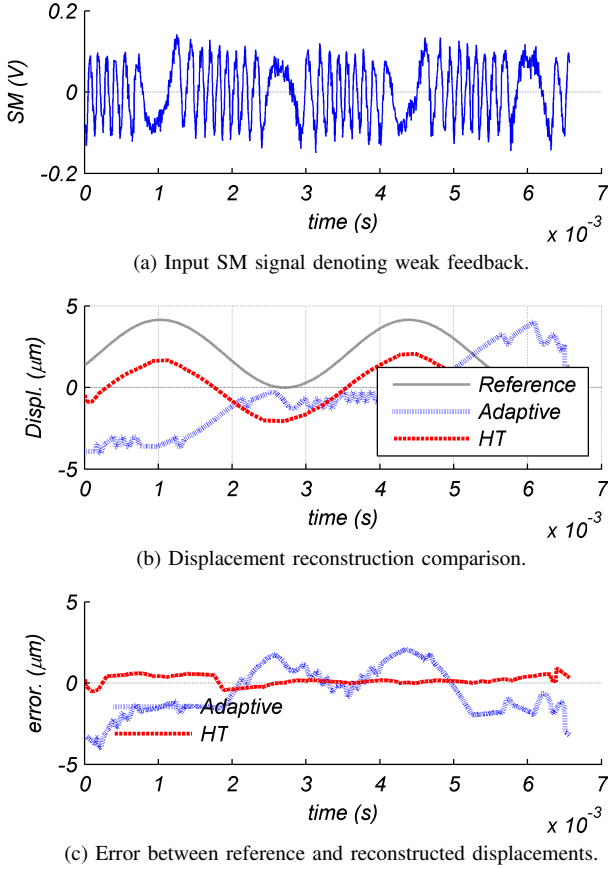 0.2
0
-0.2
SM (V)
0 1 2 3 4 5 6 7
time (s)
x 10-3
(a) Input SM signal denoting weak feedback.
5
0
-5
Displ. (μm)
Reference
Adaptive
HT
0 1 2 3 4 5 6 7
time (s)
x 10-3
(b) Displacement reconstruction comparison.
5
0
-5
error. (μm)
Adaptive
HT
0 1 2 3 4 5 6 7
time (s)
x 10-3
(c) Error between reference and reconstructed displacements.